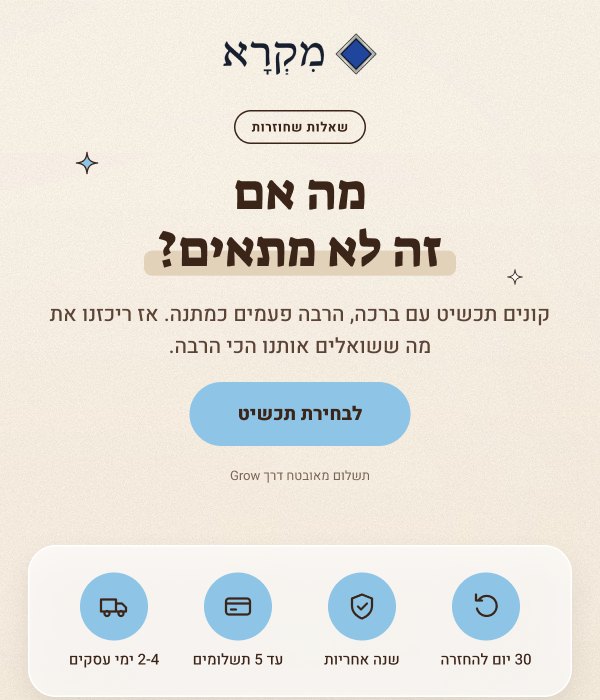 מִקְרָא
שאלות שחוזרות
מה אם
זה לא מתאים?
קונים תכשיט עם ברכה, הרבה פעמים כמתנה. אז ריכזנו את
מה ששואלים אותנו הכי הרבה.
לבחירת תכשיט
תשלום מאובטח דרך Grow
30 יום להחזרה
שנה אחריות
עד 5 תשלומים
2-4 ימי עסקים